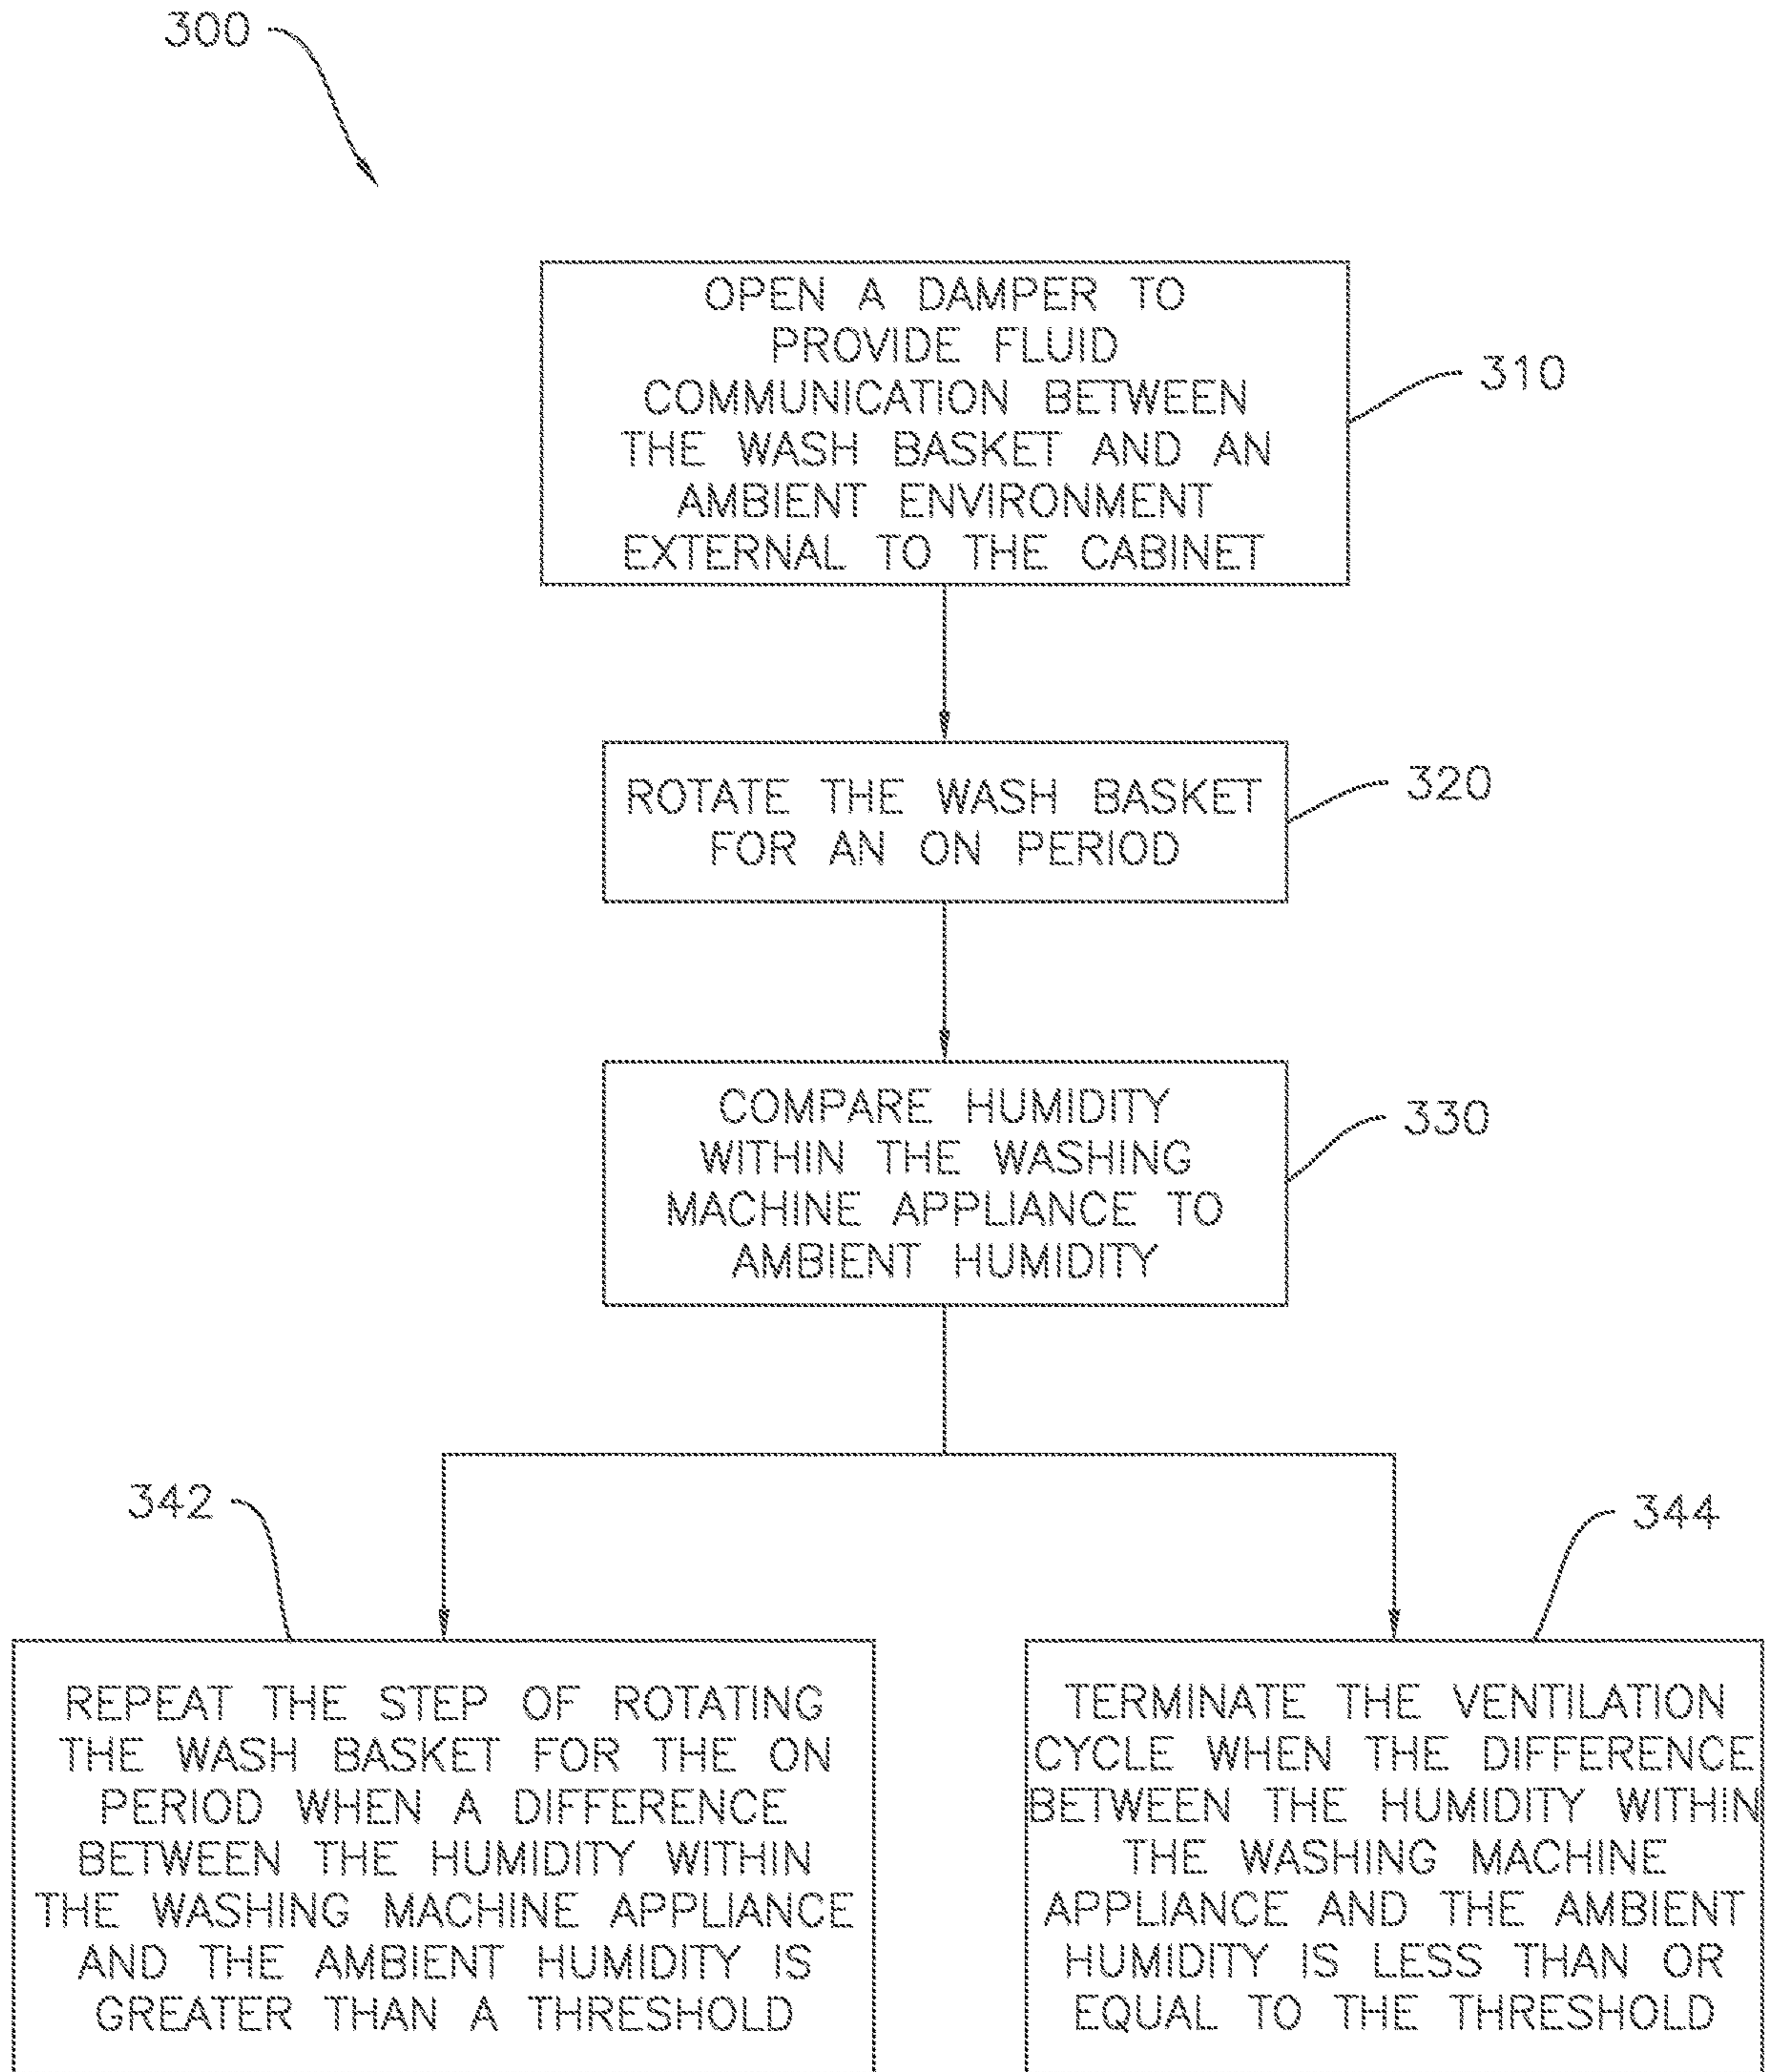 300
OPEN A DAMPER TO
PROVIDE FLUID
COMMUNICATION BETWEEN
THE WASH BASKET AND AN
AMBIENT ENVIRONMENT
EXTERNAL TO THE CABINET
310
ROTATE THE WASH BASKET
FOR AN ON PERIOD
320
COMPARE HUMIDITY
WITHIN THE WASHING
MACHINE APPLIANCE TO
AMBIENT HUMIDITY
330
342
REPEAT THE STEP OF ROTATING
THE WASH BASKET FOR THE ON
PERIOD WHEN A DIFFERENCE
BETWEEN THE HUMIDITY WITHIN
THE WASHING MACHINE APPLIANCE
AND THE AMBIENT HUMIDITY IS
GREATER THAN A THRESHOLD
344
TERMINATE THE VENTILATION
CYCLE WHEN THE DIFFERENCE
BETWEEN THE HUMIDITY WITHIN
THE WASHING MACHINE
APPLIANCE AND THE AMBIENT
HUMIDITY IS LESS THAN OR
EQUAL TO THE THRESHOLD